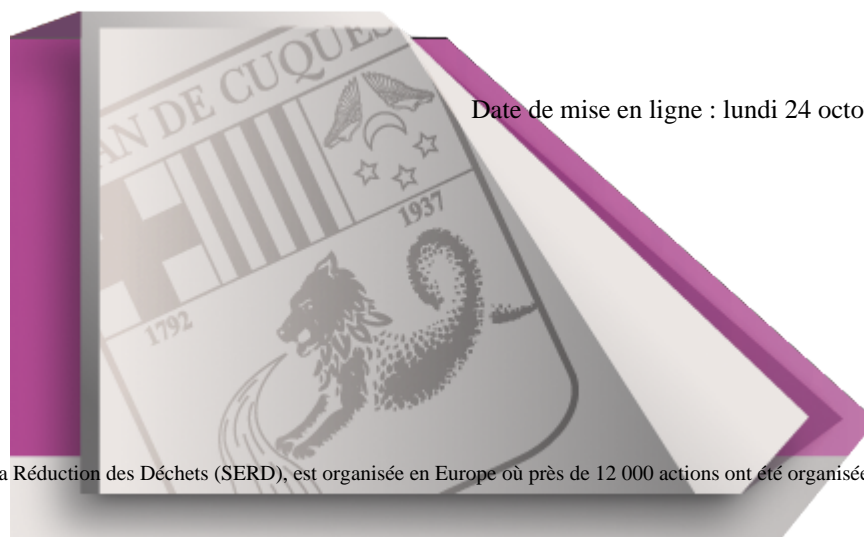 Date de mise en ligne : lundi 24 octo
AN DE CUQUES
1937
1792
a Réduction des Déchets (SERD), est organisée en Europe où près de 12 000 actions ont été organisée